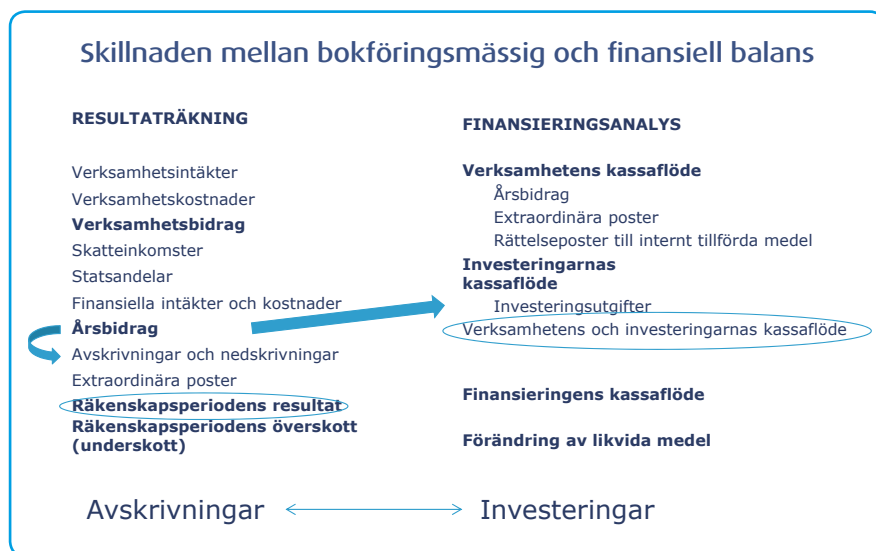 Skillnaden mellan bokföringsmässig och finansiell balans
RESULTATRÄKNING
Verksamhetsintäkter
Verksamhetskostnader
Verksamhetsbidrag
Skatteinkomster
Statsandelar
Finansiella intäkter och kostnader
Årsbidrag
Avskrivningar och nedskrivningar
Extraordinära poster
Räkenskapsperiodens resultat
Räkenskapsperiodens överskott
(underskott)
FINANSIERINGSANALYS
Verksamhetens kassaflöde
Årsbidrag
Extraordinära poster
Rättelseposter till internt tillförda medel
Investeringarnas
kassaflöde
Investeringsutgifter
Verksamhetens och investeringarnas kassaflöde
Finansieringens kassaflöde
Förändring av likvida medel
Avskrivningar
Investeringar